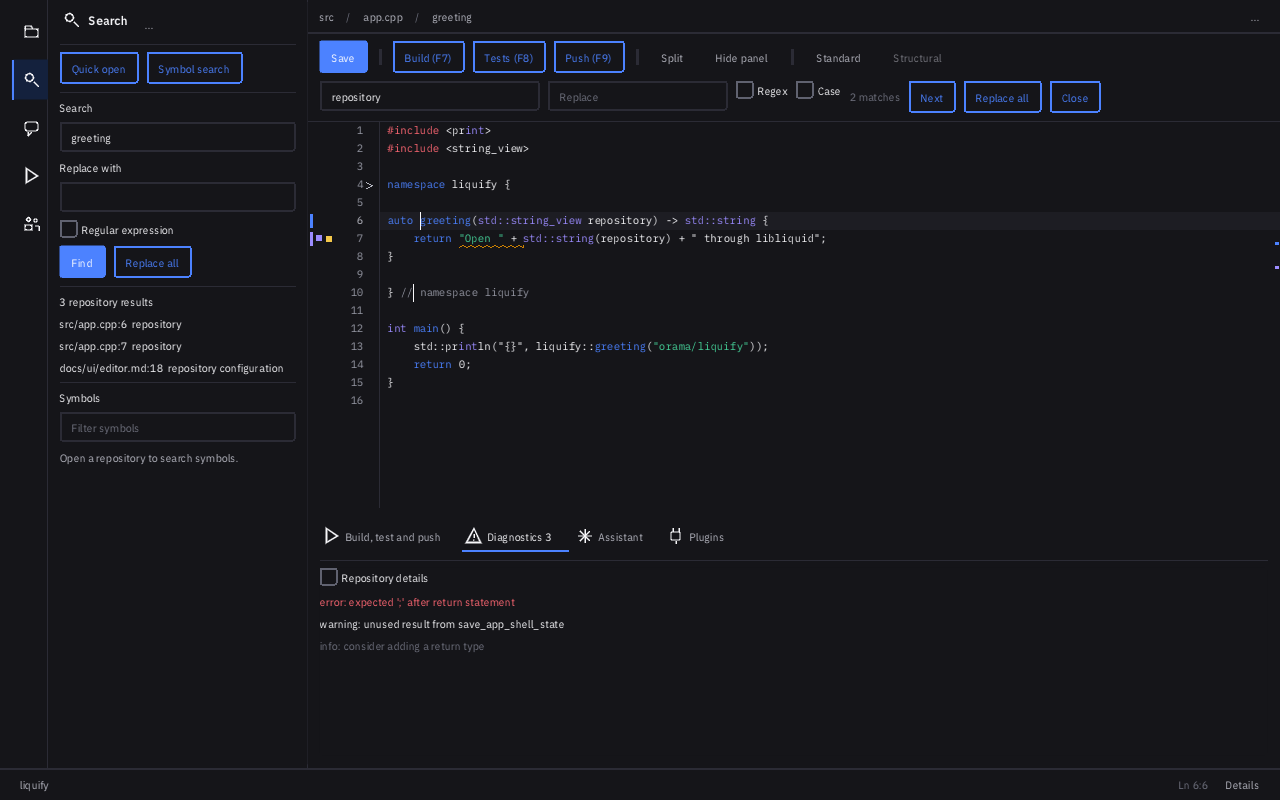 Search
...
Quick open
Symbol search
Search
greeting
Replace with
Regular expression
Find
Replace all
3 repository results
src/app.cpp:6 repository
src/app.cpp:7 repository
docs/ui/editor.md:18 repository configuration
Symbols
Filter symbols
Open a repository to search symbols.
src / app.cpp / greeting
...
Save
Build (F7)
Tests (F8)
Push (F9)
Split
Hide panel
Standard
Structural
repository
Replace
Regex
Case
2 matches
Next
Replace all
Close
1 #include <print>
2 #include <string_view>
3
4 > namespace liquify {
5
6 auto greeting(std::string_view repository) -> std::string {
7 return "Open " + std::string(repository) + " through libliquid";
8 }
9
10 } // namespace liquify
11
12 int main() {
13 std::println("{}", liquify::greeting("orama/liquify"));
14 return 0;
15 }
16
Build, test and push
Diagnostics 3
Assistant
Plugins
Repository details
error: expected ';' after return statement
warning: unused result from save_app_shell_state
info: consider adding a return type
liquify
Ln 6:6
Details